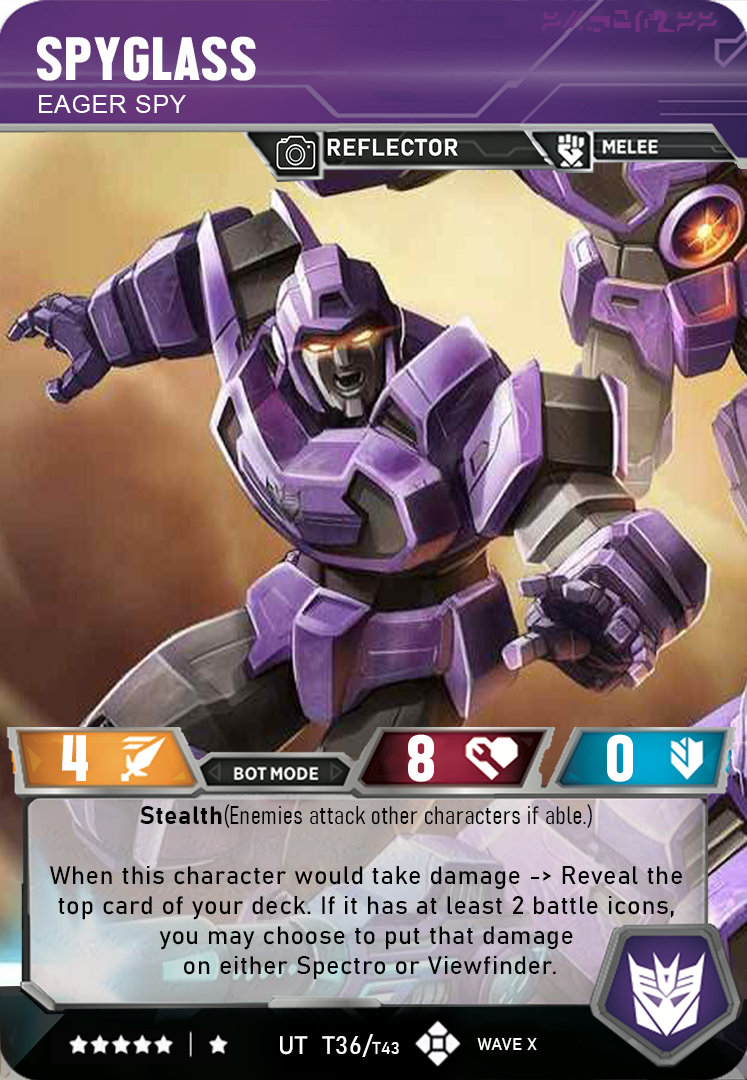 SPYGLASS
EAGER SPY
REFLECTOR
MELEE
4
BOT MODE
8
0
Stealth(Enemies attack other characters if able.)
When this character would take damage -> Reveal the
top card of your deck. If it has at least 2 battle icons,
you may choose to put that damage
on either Spectro or Viewfinder.
UT T36/T43
WAVE X